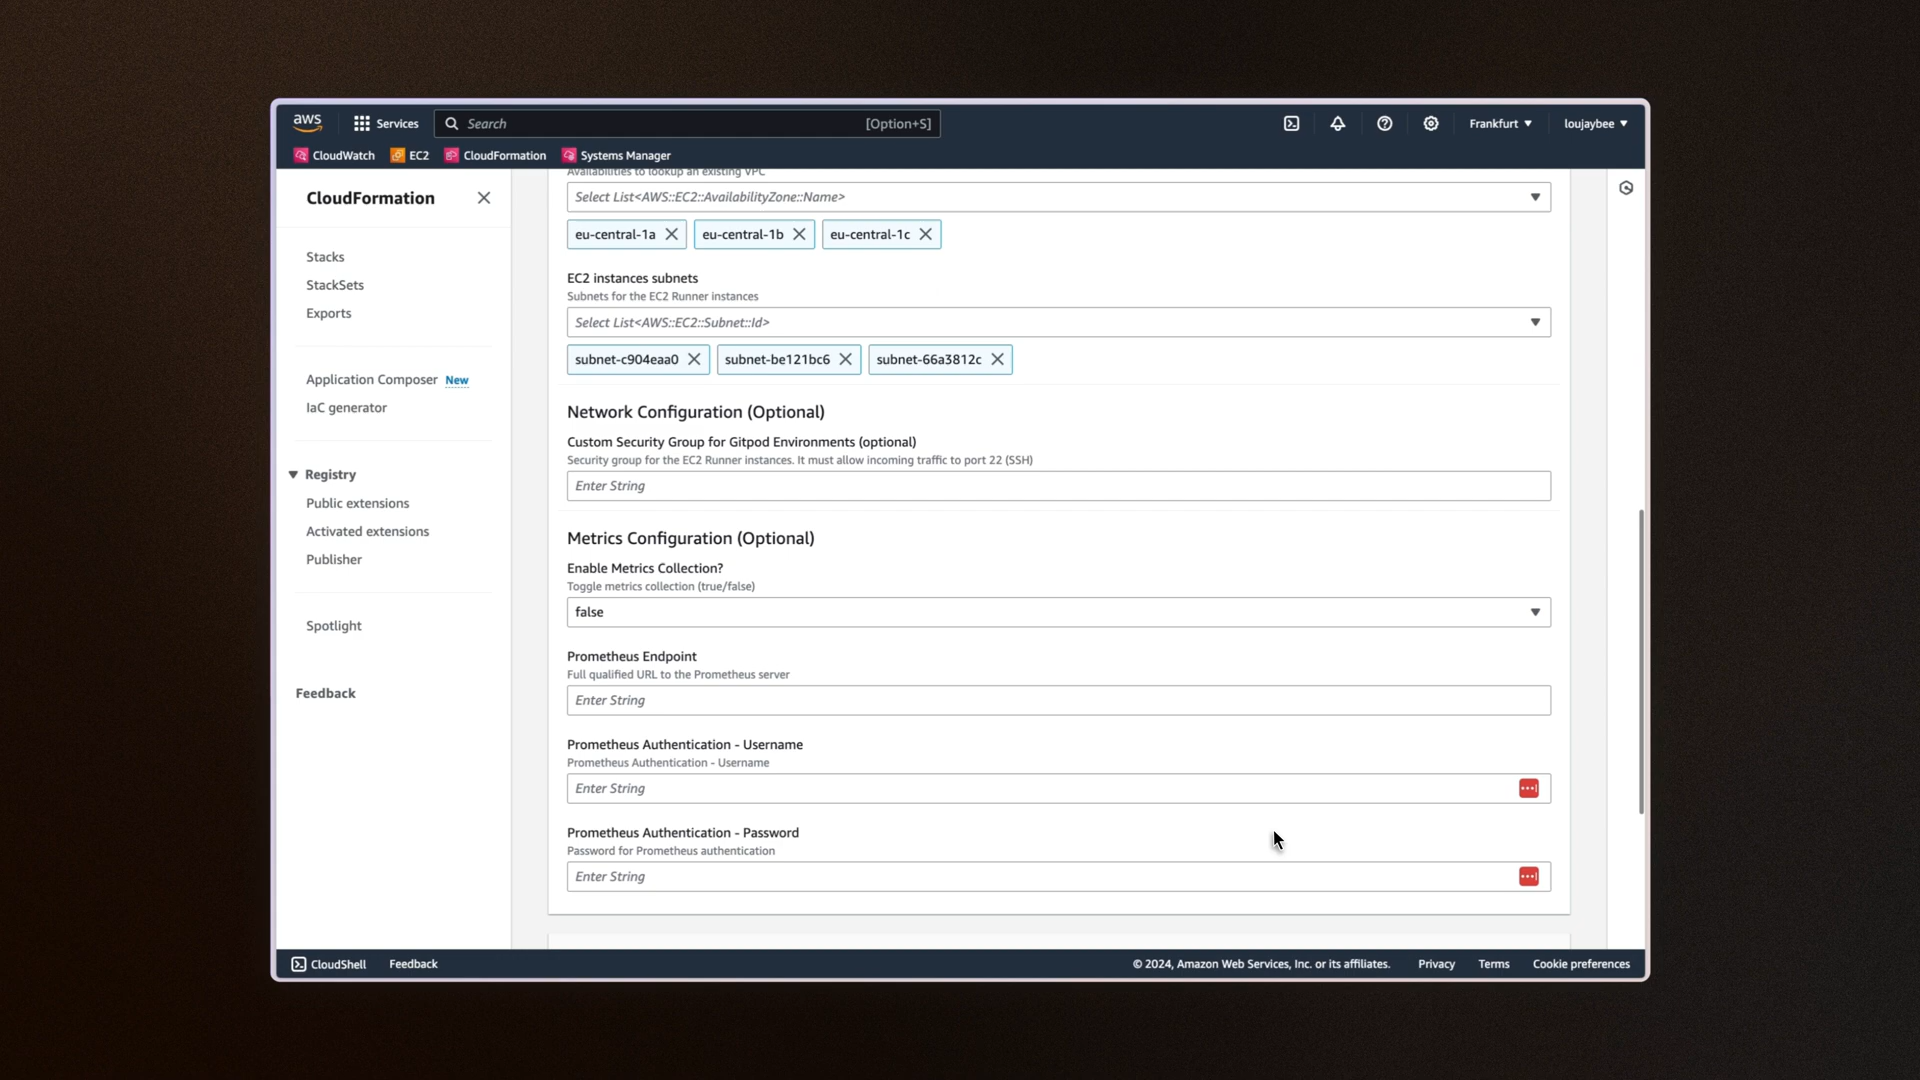 aws
Services
Search
[Option+S]
Frankfurt
loujaybee
CloudWatch
EC2
CloudFormation
Systems Manager
CloudFormation
Stacks
StackSets
Exports
Application Composer New
IaC generator
Registry
Public extensions
Activated extensions
Publisher
Spotlight
Feedback
Availabilities to lookup an existing VPC
Select List<AWS::EC2::AvailabilityZone::Name>
eu-central-1a
eu-central-1b
eu-central-1c
EC2 instances subnets
Subnets for the EC2 Runner instances
Select List<AWS::EC2::Subnet::Id>
subnet-c904eaa0
subnet-be121bc6
subnet-66a3812c
Network Configuration (Optional)
Custom Security Group for Gitpod Environments (optional)
Security group for the EC2 Runner instances. It must allow incoming traffic to port 22 (SSH)
Enter String
Metrics Configuration (Optional)
Enable Metrics Collection?
Toggle metrics collection (true/false)
false
Prometheus Endpoint
Full qualified URL to the Prometheus server
Enter String
Prometheus Authentication - Username
Prometheus Authentication - Username
Enter String
Prometheus Authentication - Password
Password for Prometheus authentication
Enter String
CloudShell
Feedback
© 2024, Amazon Web Services, Inc. or its affiliates.
Privacy
Terms
Cookie preferences